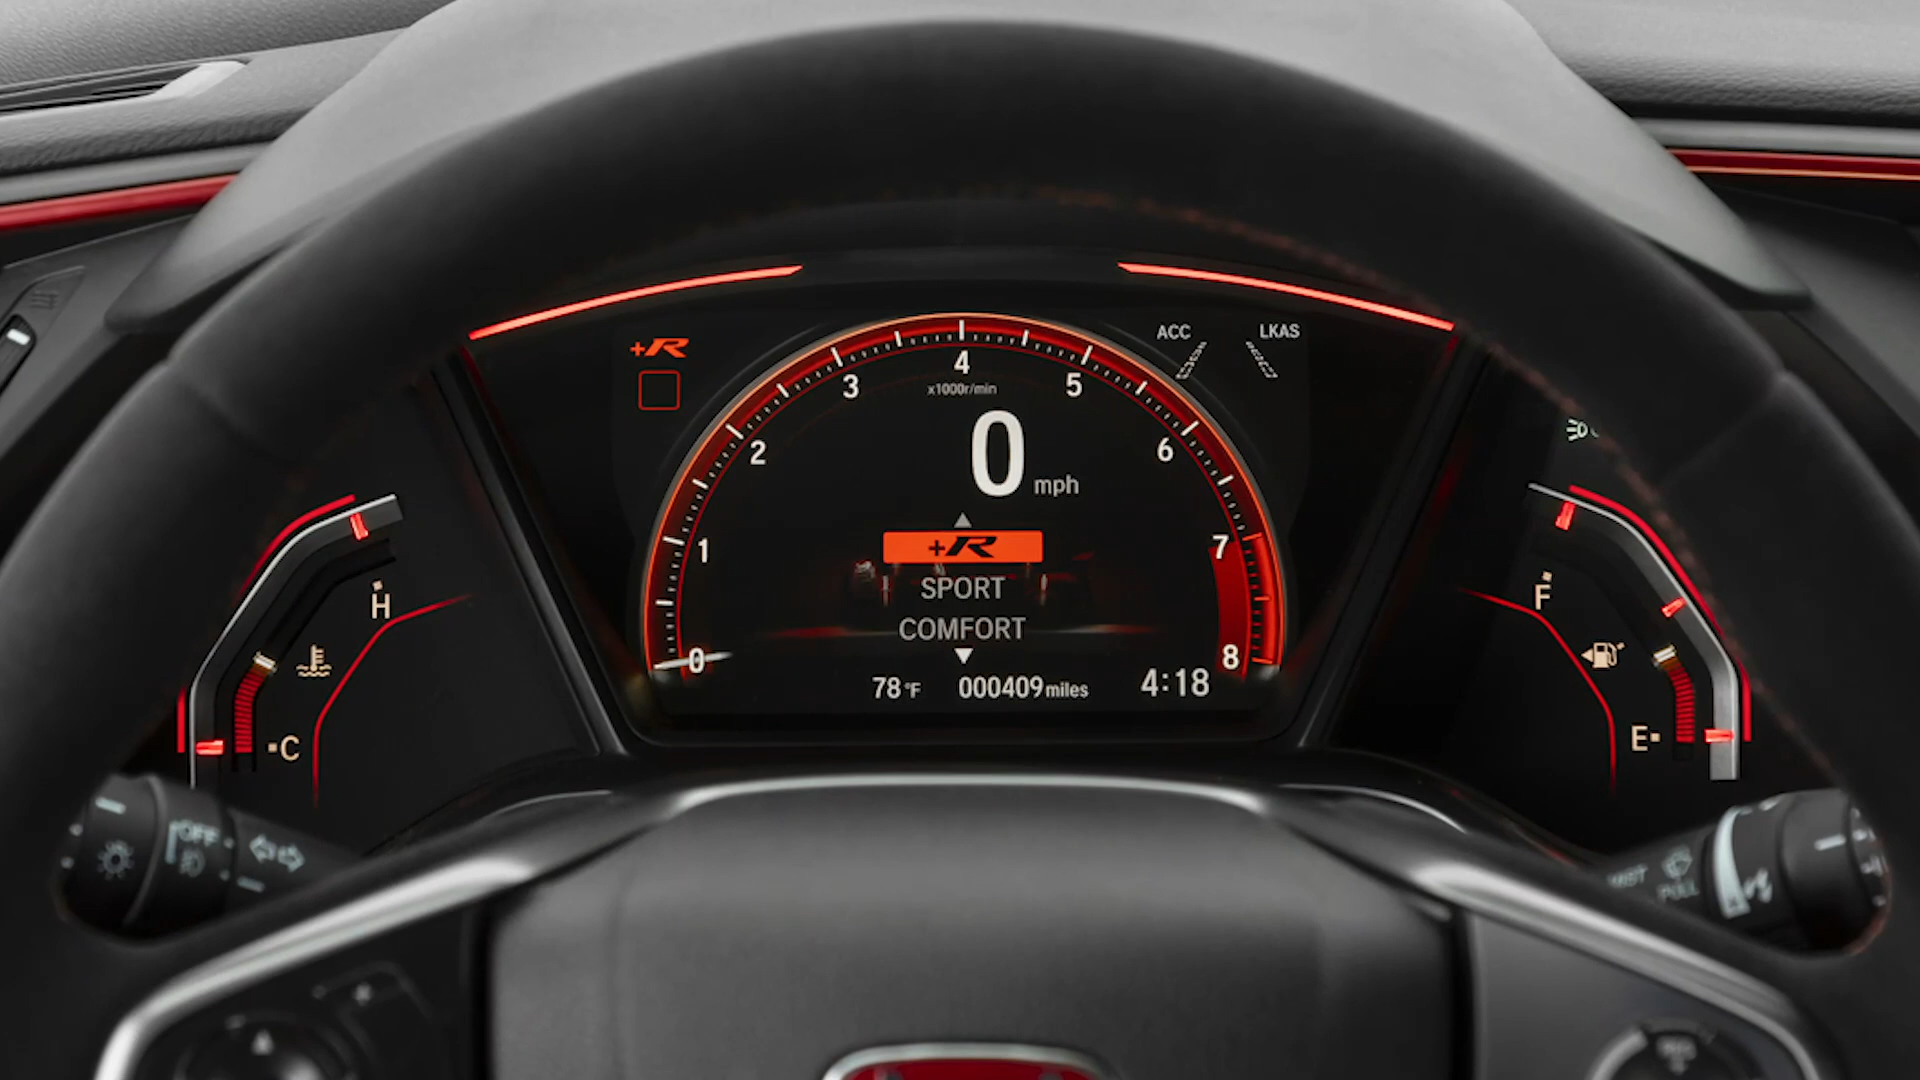 +R
ACC
LKAS
4
3
5
x1000r/min
2
6
0 mph
1
+R
7
SPORT
COMFORT
0
8
78°F 000409miles 4:18
H
C
F
E
OFF
PULL